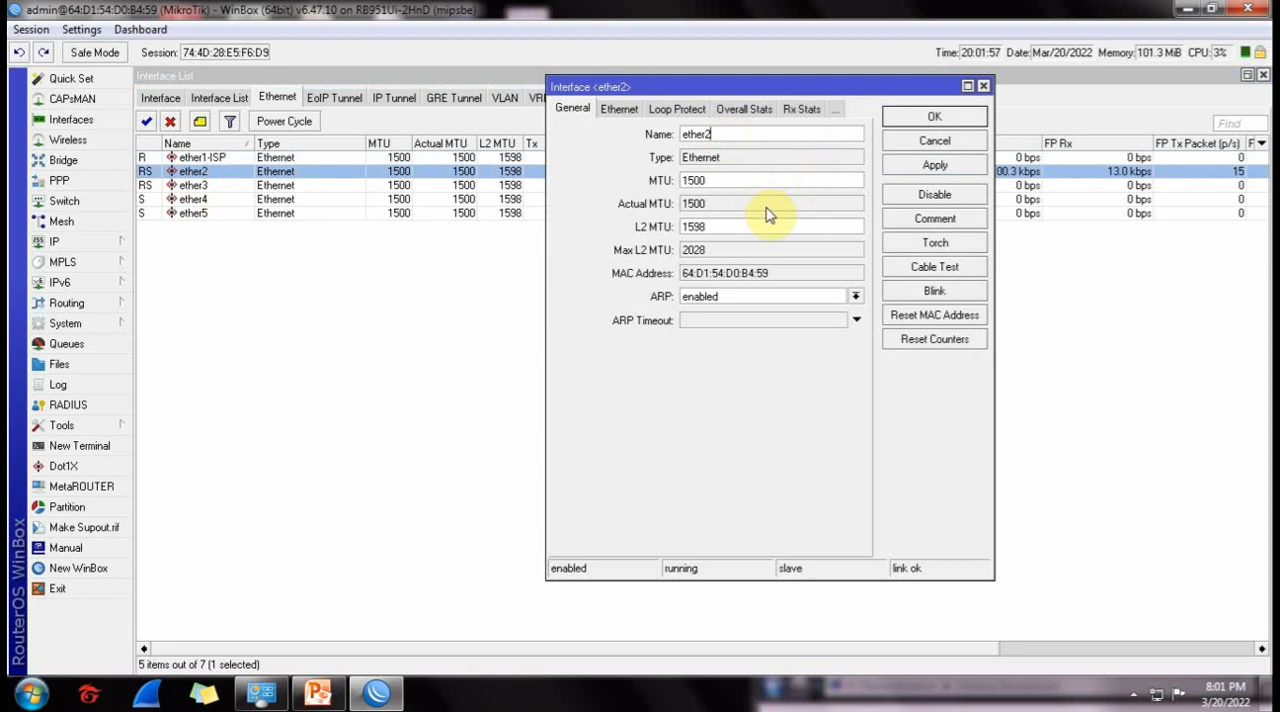 admin@64:D1:54:D0:B4:59 (MikroTik) - WinBox (64bit) v6.47.10 on RB951Ui-2HnD (mipsbe)
Session Settings Dashboard
Safe Mode Session: 74:4D:28:E5:F6:D9 Time: 20:01:57 Date: Mar/20/2022 Memory: 101.3 MiB CPU: 3%
Quick Set
CAPsMAN
Interfaces
Wireless
Bridge
PPP
Switch
Mesh
IP
MPLS
IPv6
Routing
System
Queues
Files
Log
RADIUS
Tools
New Terminal
Dot1X
MetaROUTER
Partition
Make Supout.rif
Manual
New WinBox
Exit
RouterOS WinBox
Interface List
Interface Interface List Ethernet EoIP Tunnel IP Tunnel GRE Tunnel VLAN
Power Cycle Find
Name / Type MTU Actual MTU L2 MTU Tx FP Rx FP Tx Packet (p/s) F
R ether1-ISP Ethernet 1500 1500 1598 0 bps 0 bps 0
RS ether2 Ethernet 1500 1500 1598 00.3 kbps 13.0 kbps 15
RS ether3 Ethernet 1500 1500 1598 0 bps 0 bps 0
S ether4 Ethernet 1500 1500 1598 0 bps 0 bps 0
S ether5 Ethernet 1500 1500 1598 0 bps 0 bps 0
5 items out of 7 (1 selected)
Interface <ether2>
General Ethernet Loop Protect Overall Stats Rx Stats ...
Name: ether2
Type: Ethernet
MTU: 1500
Actual MTU: 1500
L2 MTU: 1598
Max L2 MTU: 2028
MAC Address: 64:D1:54:D0:B4:59
ARP: enabled
ARP Timeout:
OK
Cancel
Apply
Disable
Comment
Torch
Cable Test
Blink
Reset MAC Address
Reset Counters
enabled running slave link ok
8:01 PM
3/20/2022